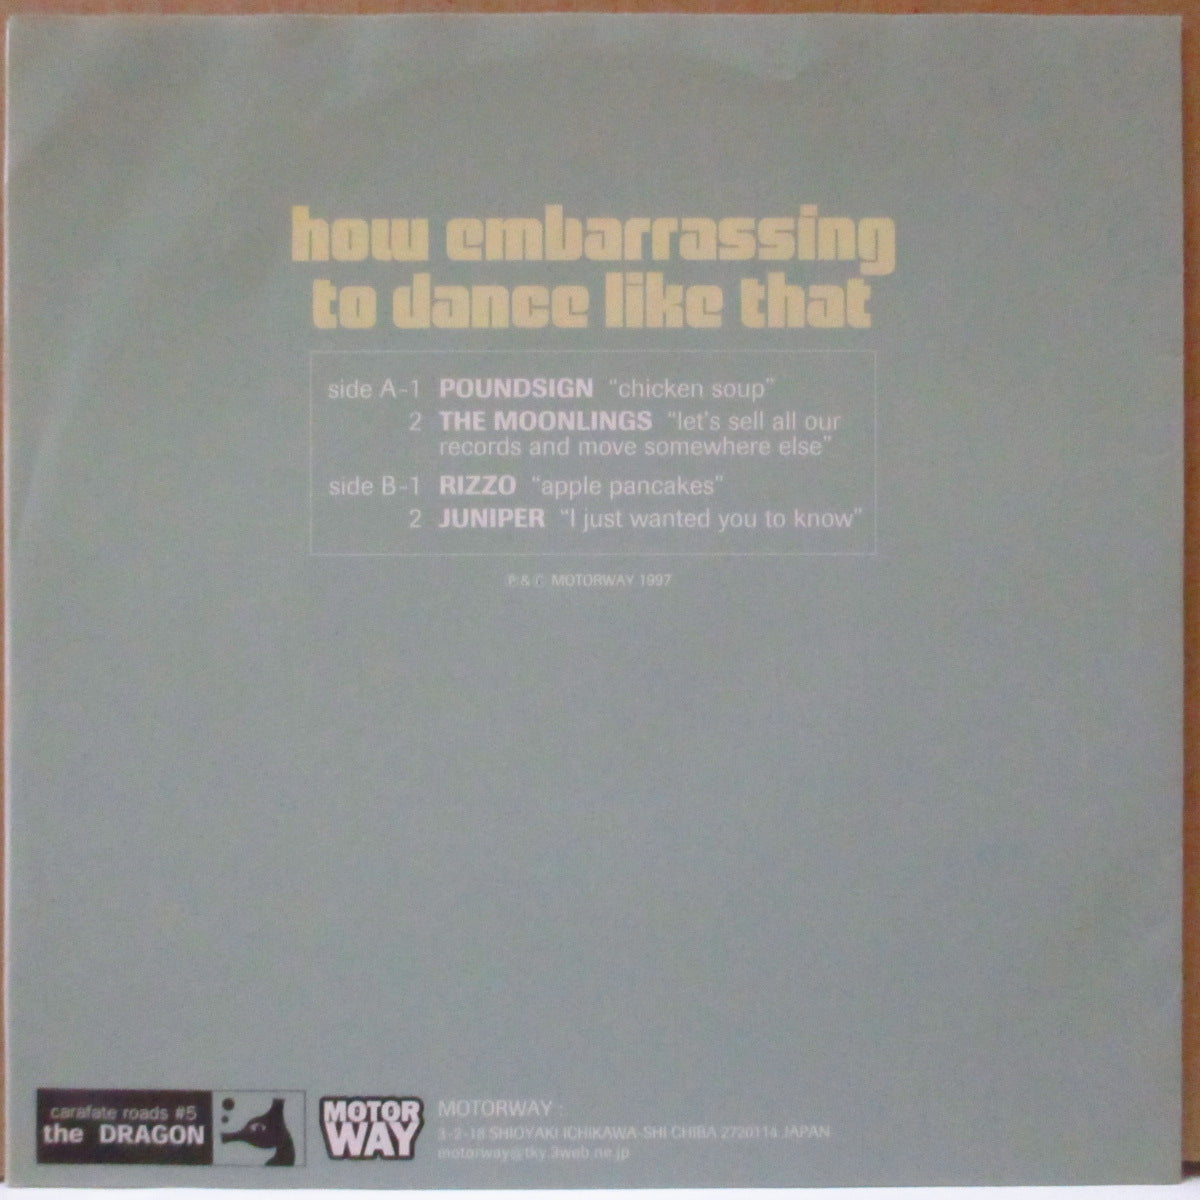 how embarrassing
to dance like that
side A-1 POUNDSIGN "chicken soup"
2 THE MOONLINGS "let's sell all our
records and move somewhere else"
side B-1 RIZZO "apple pancakes"
2 JUNIPER "I just wanted you to know"
P & C MOTORWAY 1997
carafate roads #5
the DRAGON
MOTOR
WAY
MOTORWAY :
3-2-18 SHIOYAKI ICHIKAWA-SHI CHIBA 2720114 JAPAN
motorway@tky.3web.ne.jp